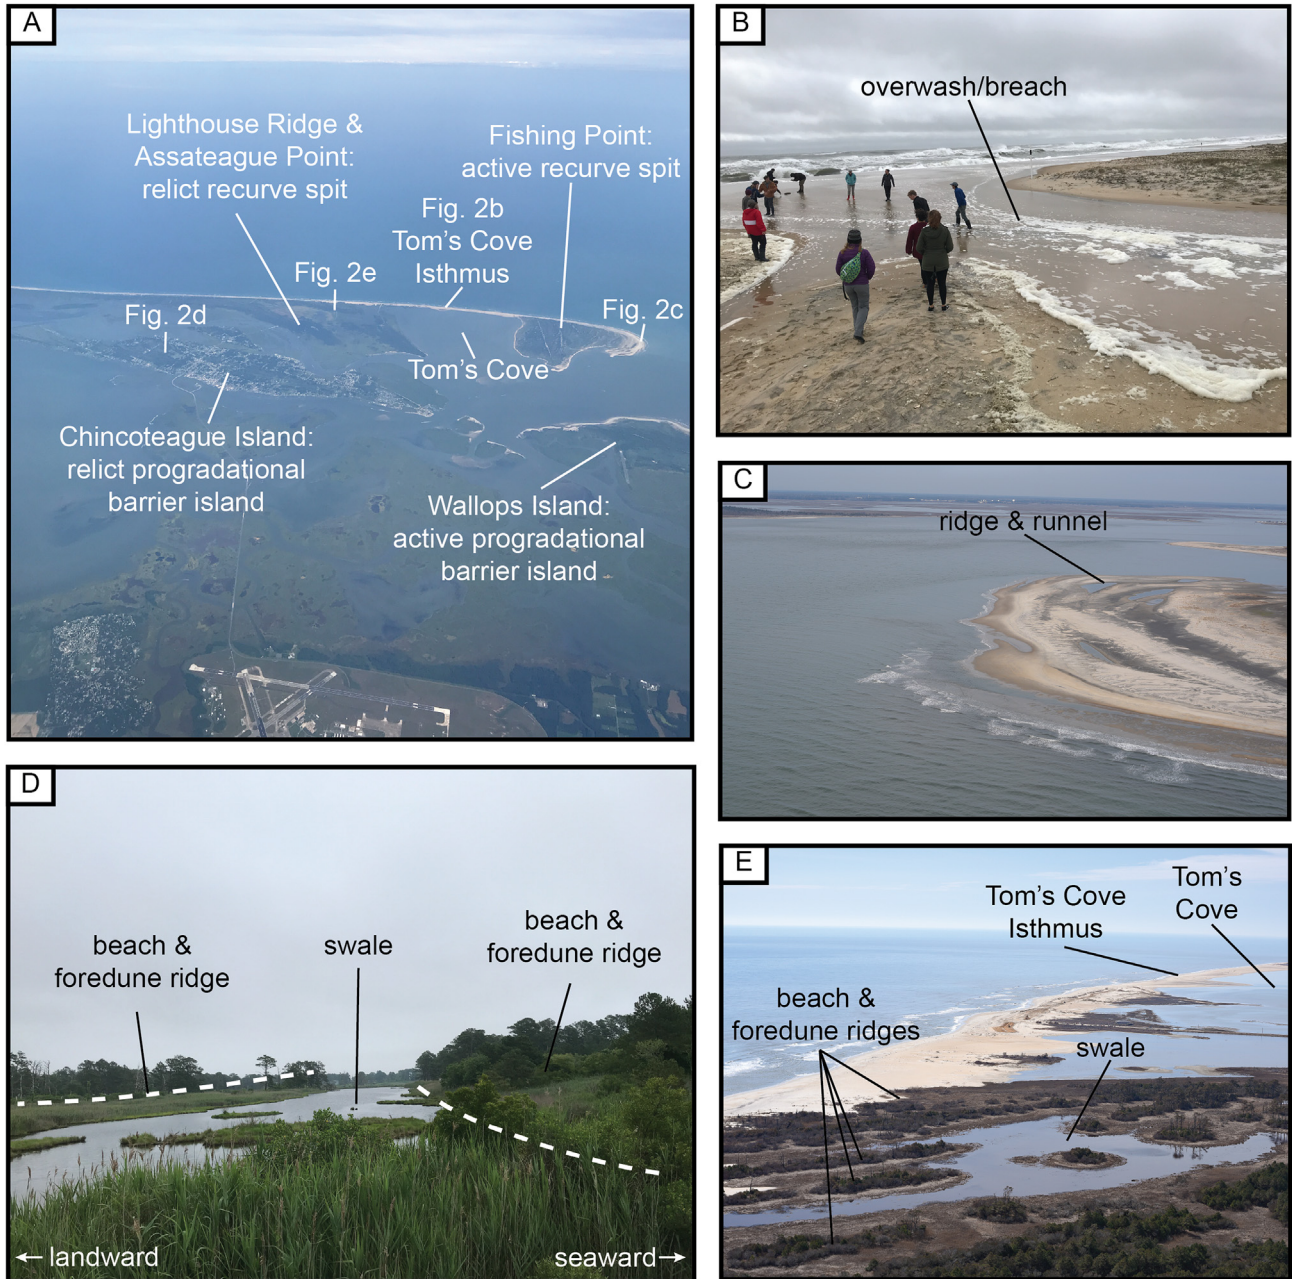 A
Lighthouse Ridge &
Assateague Point:
relict recurve spit
Fishing Point:
active recurve spit
Fig. 2b
Tom's Cove
Isthmus
Fig. 2e
Fig. 2c
Fig. 2d
Tom's Cove
Chincoteague Island:
relict progradational
barrier island
Wallops Island:
active progradational
barrier island
B
overwash/breach
C
ridge & runnel
D
beach &
foredune ridge
swale
beach &
foredune ridge
← landward
seaward →
E
Tom's Cove
Isthmus
Tom's
Cove
beach &
foredune ridges
swale